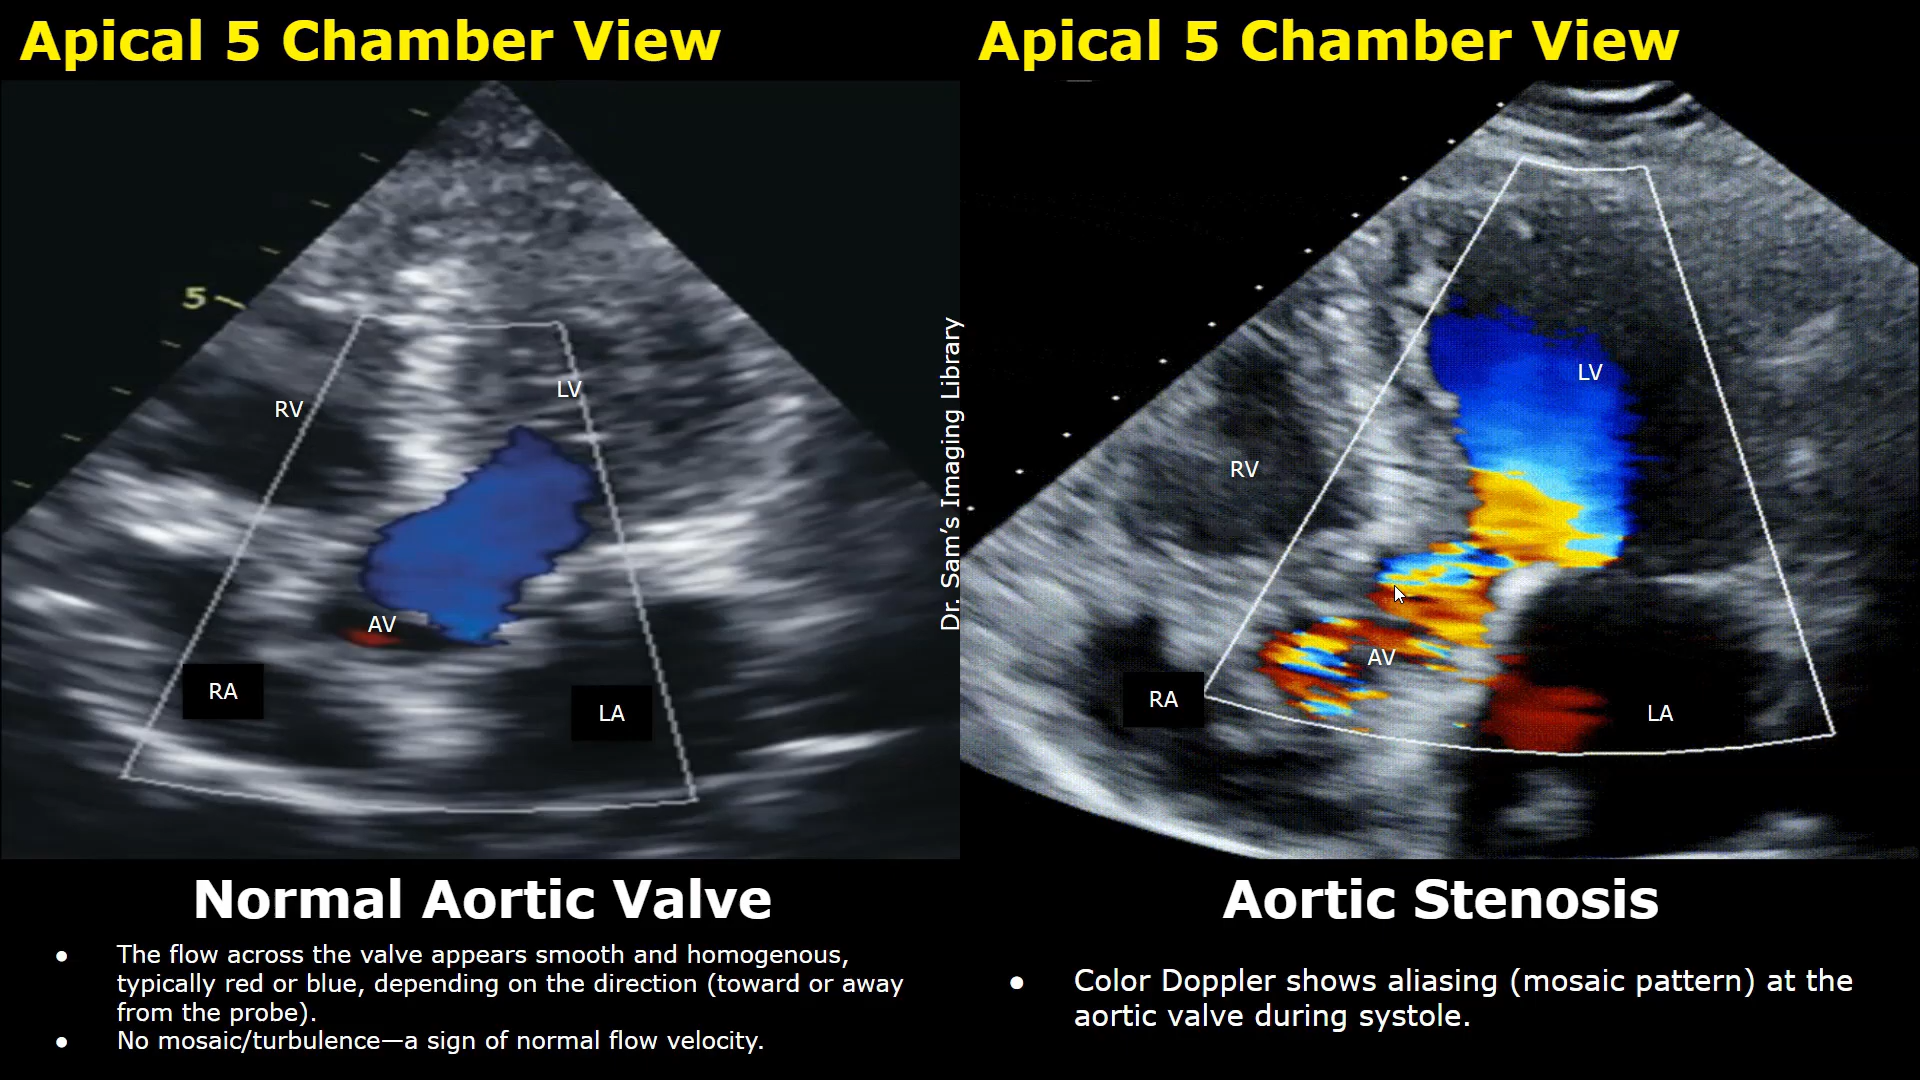 Apical 5 Chamber View
5
RV
LV
AV
RA
LA
Normal Aortic Valve
● The flow across the valve appears smooth and homogenous,
typically red or blue, depending on the direction (toward or away
from the probe).
● No mosaic/turbulence—a sign of normal flow velocity.
Dr. Sam’s Imaging Library
Apical 5 Chamber View
LV
RV
AV
RA
LA
Aortic Stenosis
● Color Doppler shows aliasing (mosaic pattern) at the
aortic valve during systole.